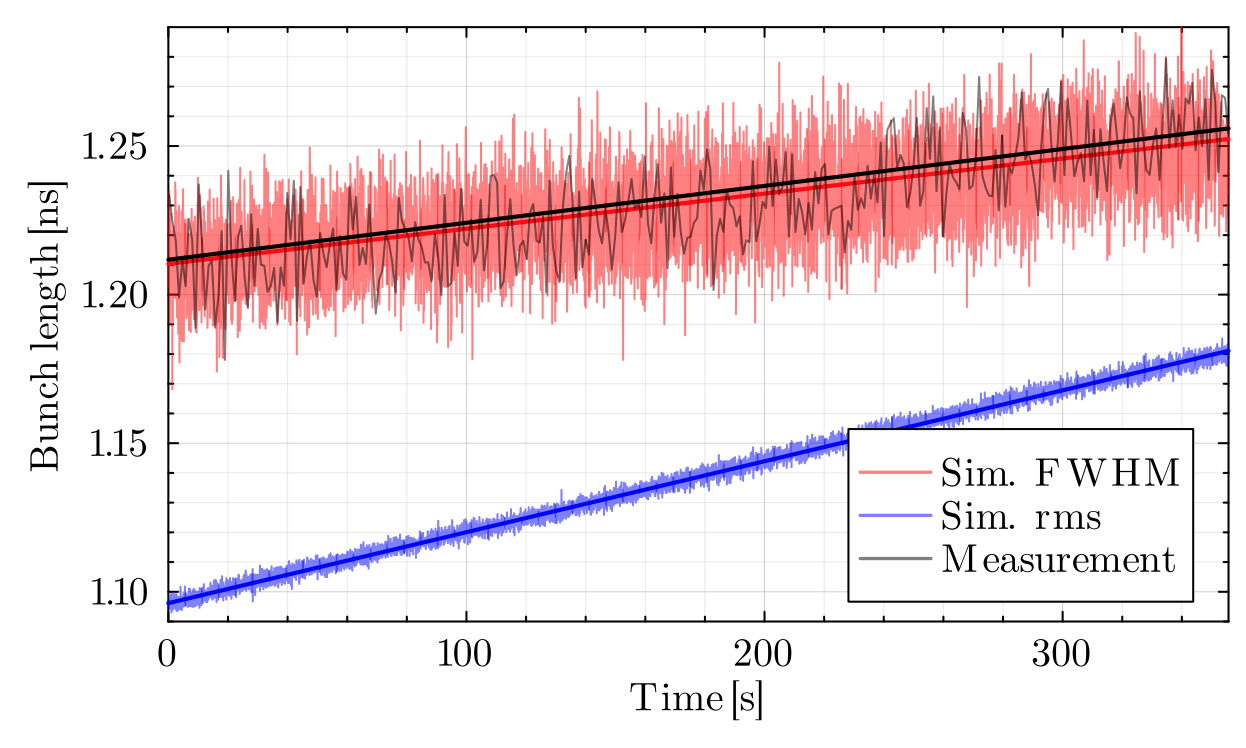 Bunch length [ns]
1.25
1.20
1.15
1.10
Sim. FWHM
Sim. rms
Measurement
0 100 200 300
Time [s]